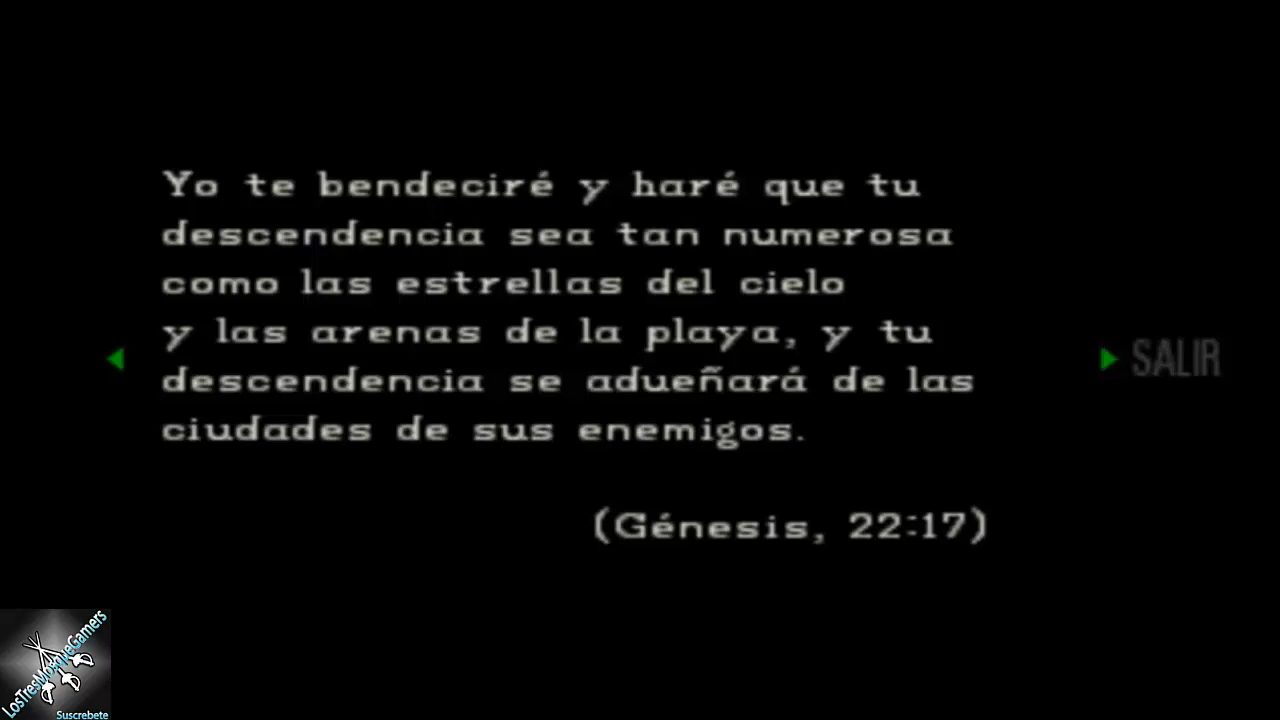 Yo te bendeciré y haré que tu
descendencia sea tan numerosa
como las estrellas del cielo
y las arenas de la playa, y tu
descendencia se adueñará de las
ciudades de sus enemigos.
SALIR
(Génesis, 22:17)
LosTresMosqueGamers
Suscrebete